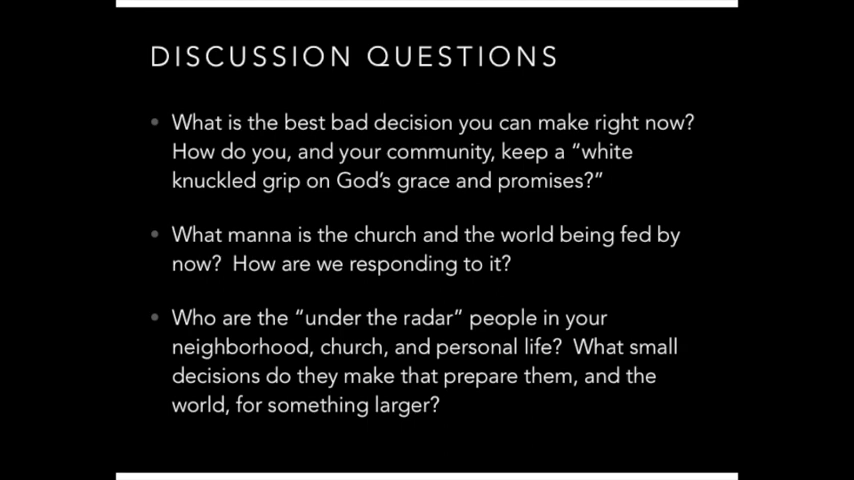 DISCUSSION QUESTIONS
• What is the best bad decision you can make right now?
How do you, and your community, keep a “white
knuckled grip on God’s grace and promises?”
• What manna is the church and the world being fed by
now?  How are we responding to it?
• Who are the “under the radar” people in your
neighborhood, church, and personal life?  What small
decisions do they make that prepare them, and the
world, for something larger?